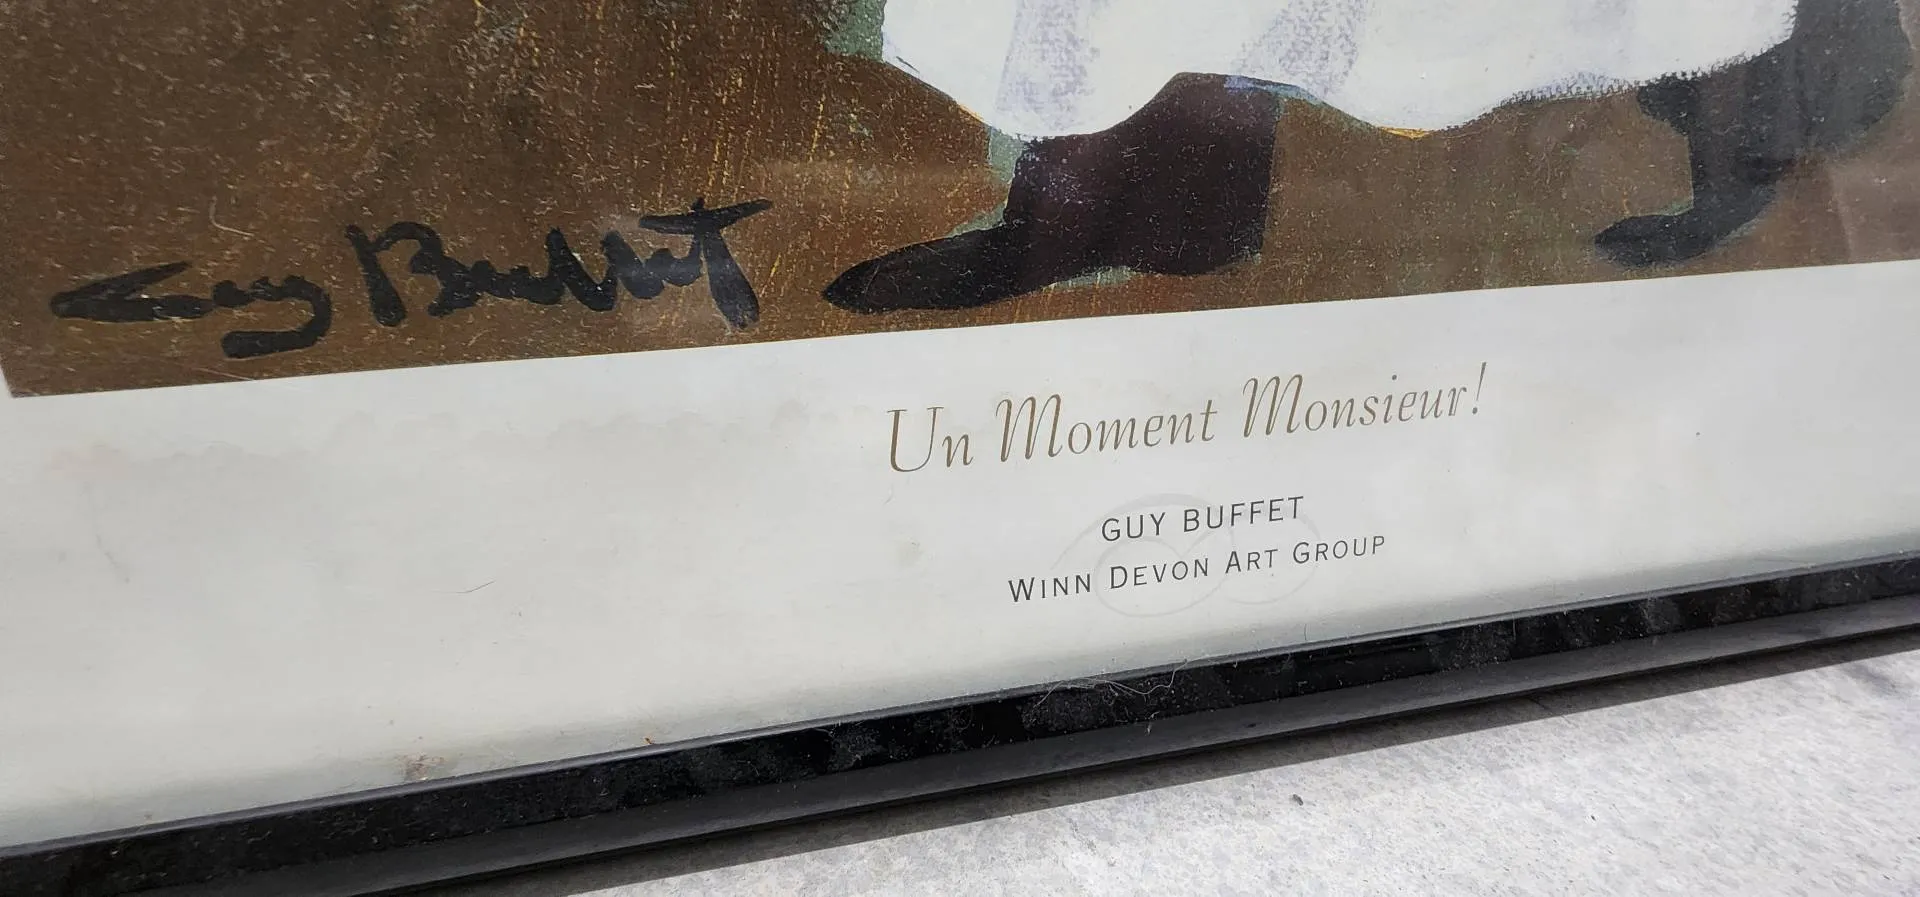 Guy Buffet
Un Moment Monsieur!
GUY BUFFET
WINN DEVON ART GROUP